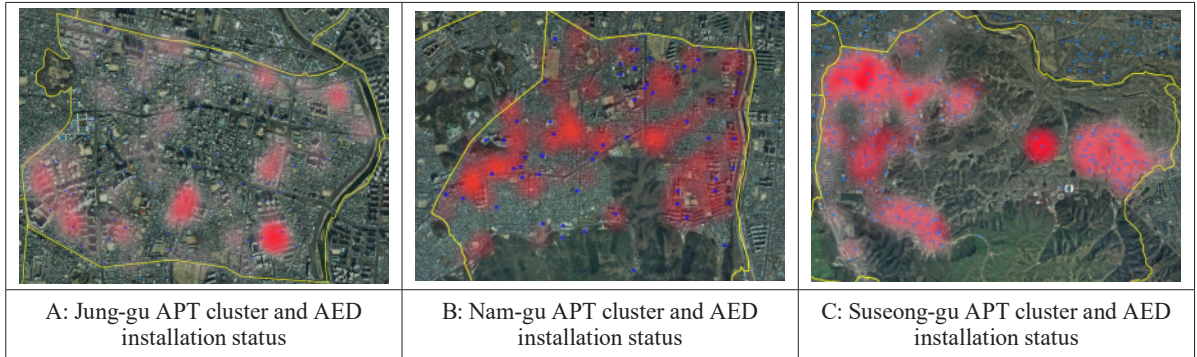 A: Jung-gu APT cluster and AED
installation status
B: Nam-gu APT cluster and AED
installation status
C: Suseong-gu APT cluster and AED
installation status